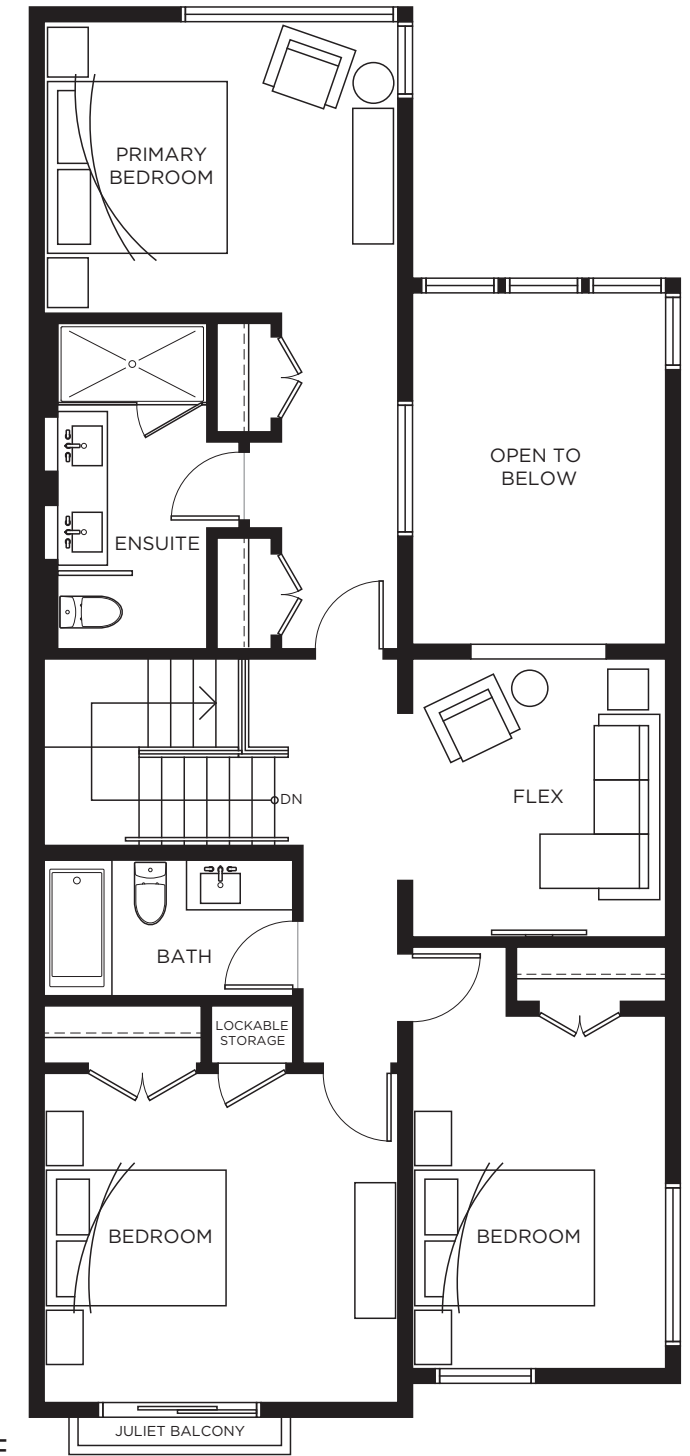 PRIMARY
BEDROOM
OPEN TO
BELOW
ENSUITE
DN
FLEX
BATH
LOCKABLE
STORAGE
BEDROOM
BEDROOM
JULIET BALCONY